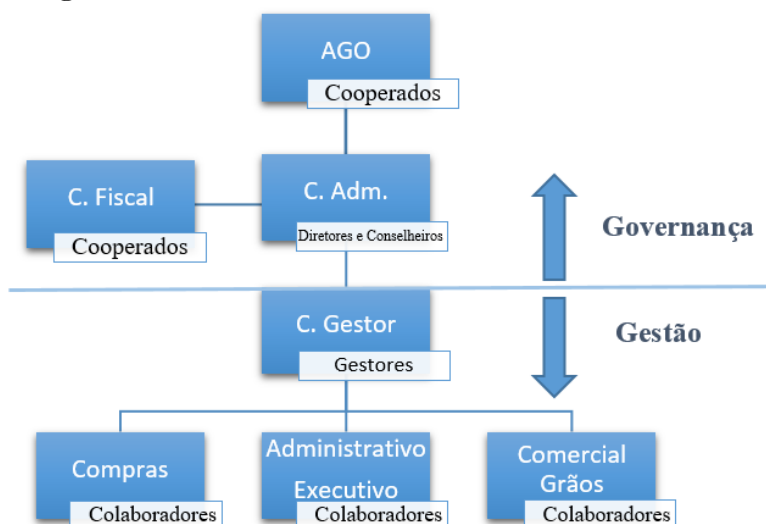 AGO
Cooperados
C. Fiscal
Cooperados
C. Adm.
Diretores e Conselheiros
Governança
C. Gestor
Gestores
Gestão
Compras
Colaboradores
Administrativo
Executivo
Colaboradores
Comercial
Grãos
Colaboradores